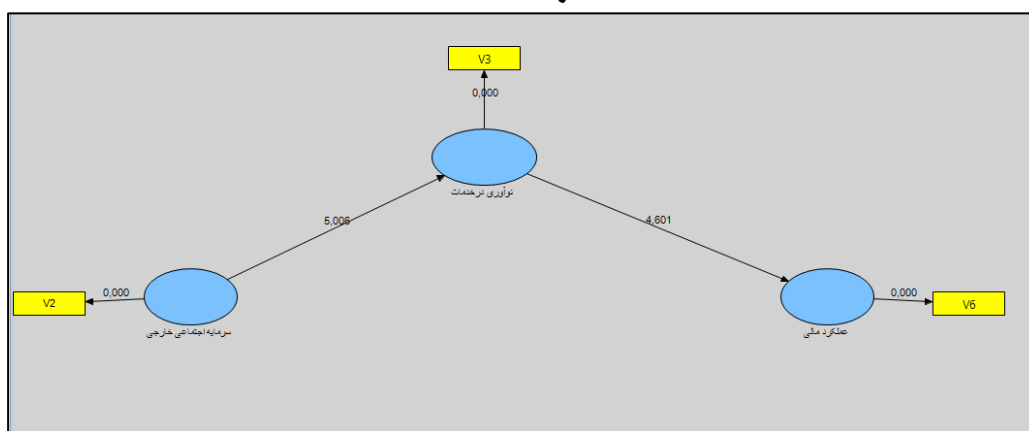 V3
0,000
نوآوری درخدمات
5,006
4,601
V2
0,000
سرمایه اجتماعی خارجی
0,000
V6
عملکرد مالی